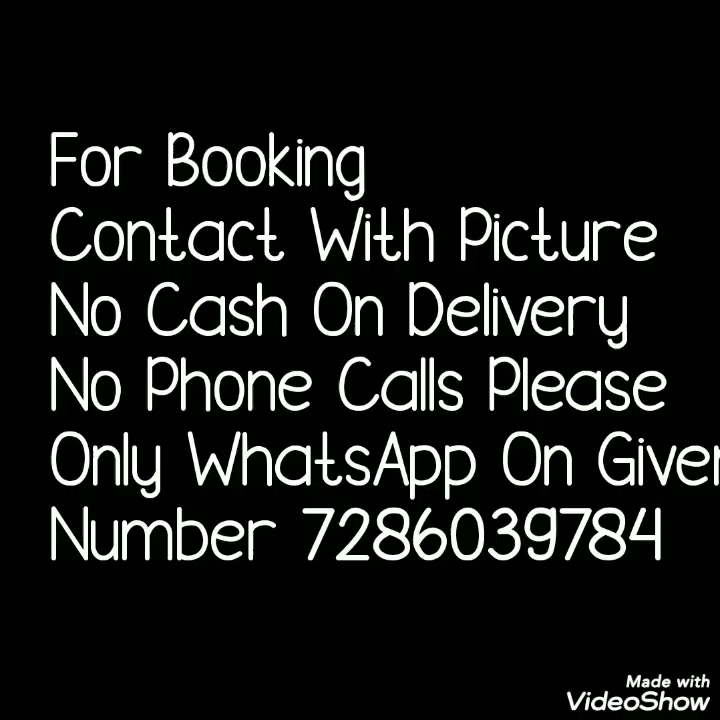 For Booking
Contact With Picture
No Cash On Delivery
No Phone Calls Please
Only WhatsApp On Give
Number 7286039784
Made with
VideoShow